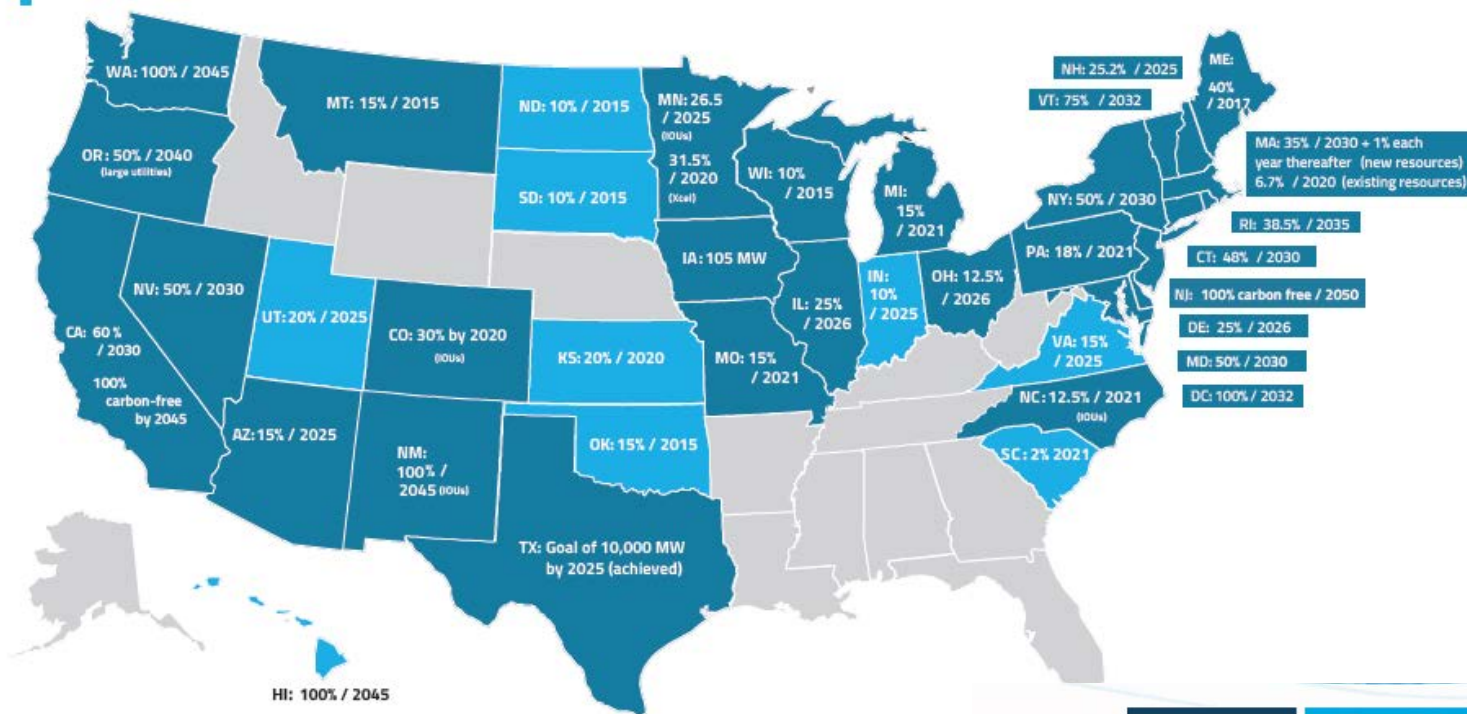 WA: 100% / 2045
MT: 15% / 2015
ND: 10% / 2015
MN: 26.5
/ 2025
(IOUs)
31.5%
/ 2020
(Xcel)
OR : 50% / 2040
(large utilities)
SD: 10% / 2015
WI: 10%
/ 2015
MI:
15%
/ 2021
NH: 25.2% / 2025
VT: 75% / 2032
ME:
40%
/ 2017
MA: 35% / 2030 + 1% each
year thereafter (new resources)
6.7% / 2020 (existing resources)
NY: 50% / 2030
RI: 38.5% / 2035
PA: 18% / 2021
CT: 48% / 2030
NJ: 100% carbon free / 2050
DE: 25% / 2026
MD: 50% / 2030
DC: 100% / 2032
NV: 50% / 2030
CA: 60 %
/ 2030
100%
carbon-free
by 2045
UT: 20% / 2025
CO: 30% by 2020
(IOUs)
IA: 105 MW
KS: 20% / 2020
MO: 15%
/ 2021
IL: 25%
/ 2026
IN:
10%
/ 2025
OH: 12.5%
/ 2026
VA: 15%
/ 2025
NC : 12.5% / 2021
(IOUs)
SC : 2% 2021
AZ: 15% / 2025
NM:
100% /
2045 (IOUs)
OK: 15% / 2015
TX: Goal of 10,000 MW
by 2025 (achieved)
HI: 100% / 2045